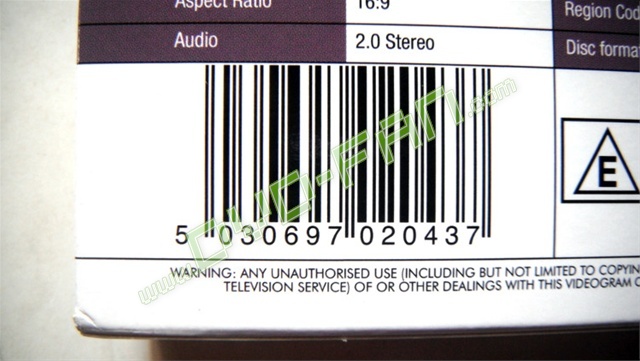 Aspect Ratio 16:9
Region Cod
Audio 2.0 Stereo
Disc forma
www.DVD-FAN.com
E
5 030697 020437
WARNING: ANY UNAUTHORISED USE (INCLUDING BUT NOT LIMITED TO COPYIN
TELEVISION SERVICE) OF OR OTHER DEALINGS WITH THIS VIDEOGRAM C